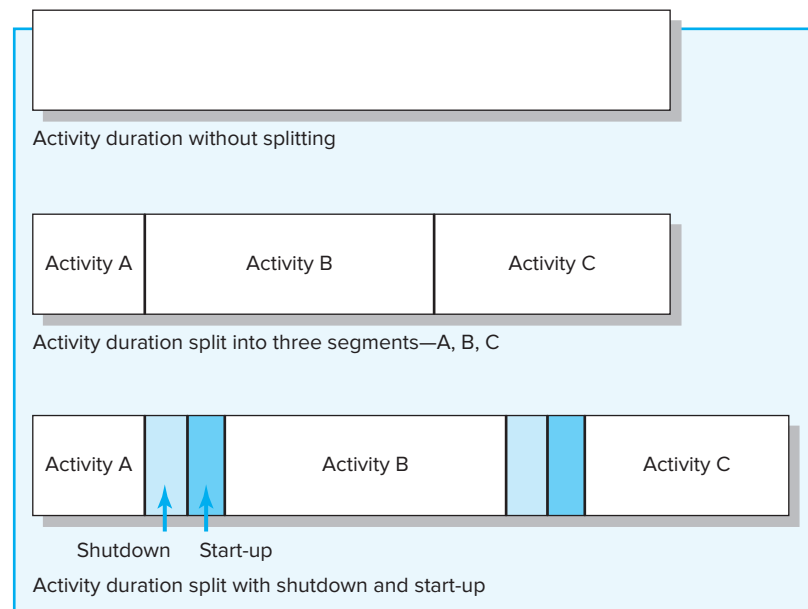 Activity duration without splitting
Activity A Activity B Activity C
Activity duration split into three segments—A, B, C
Activity A Activity B Activity C
Shutdown Start-up
Activity duration split with shutdown and start-up